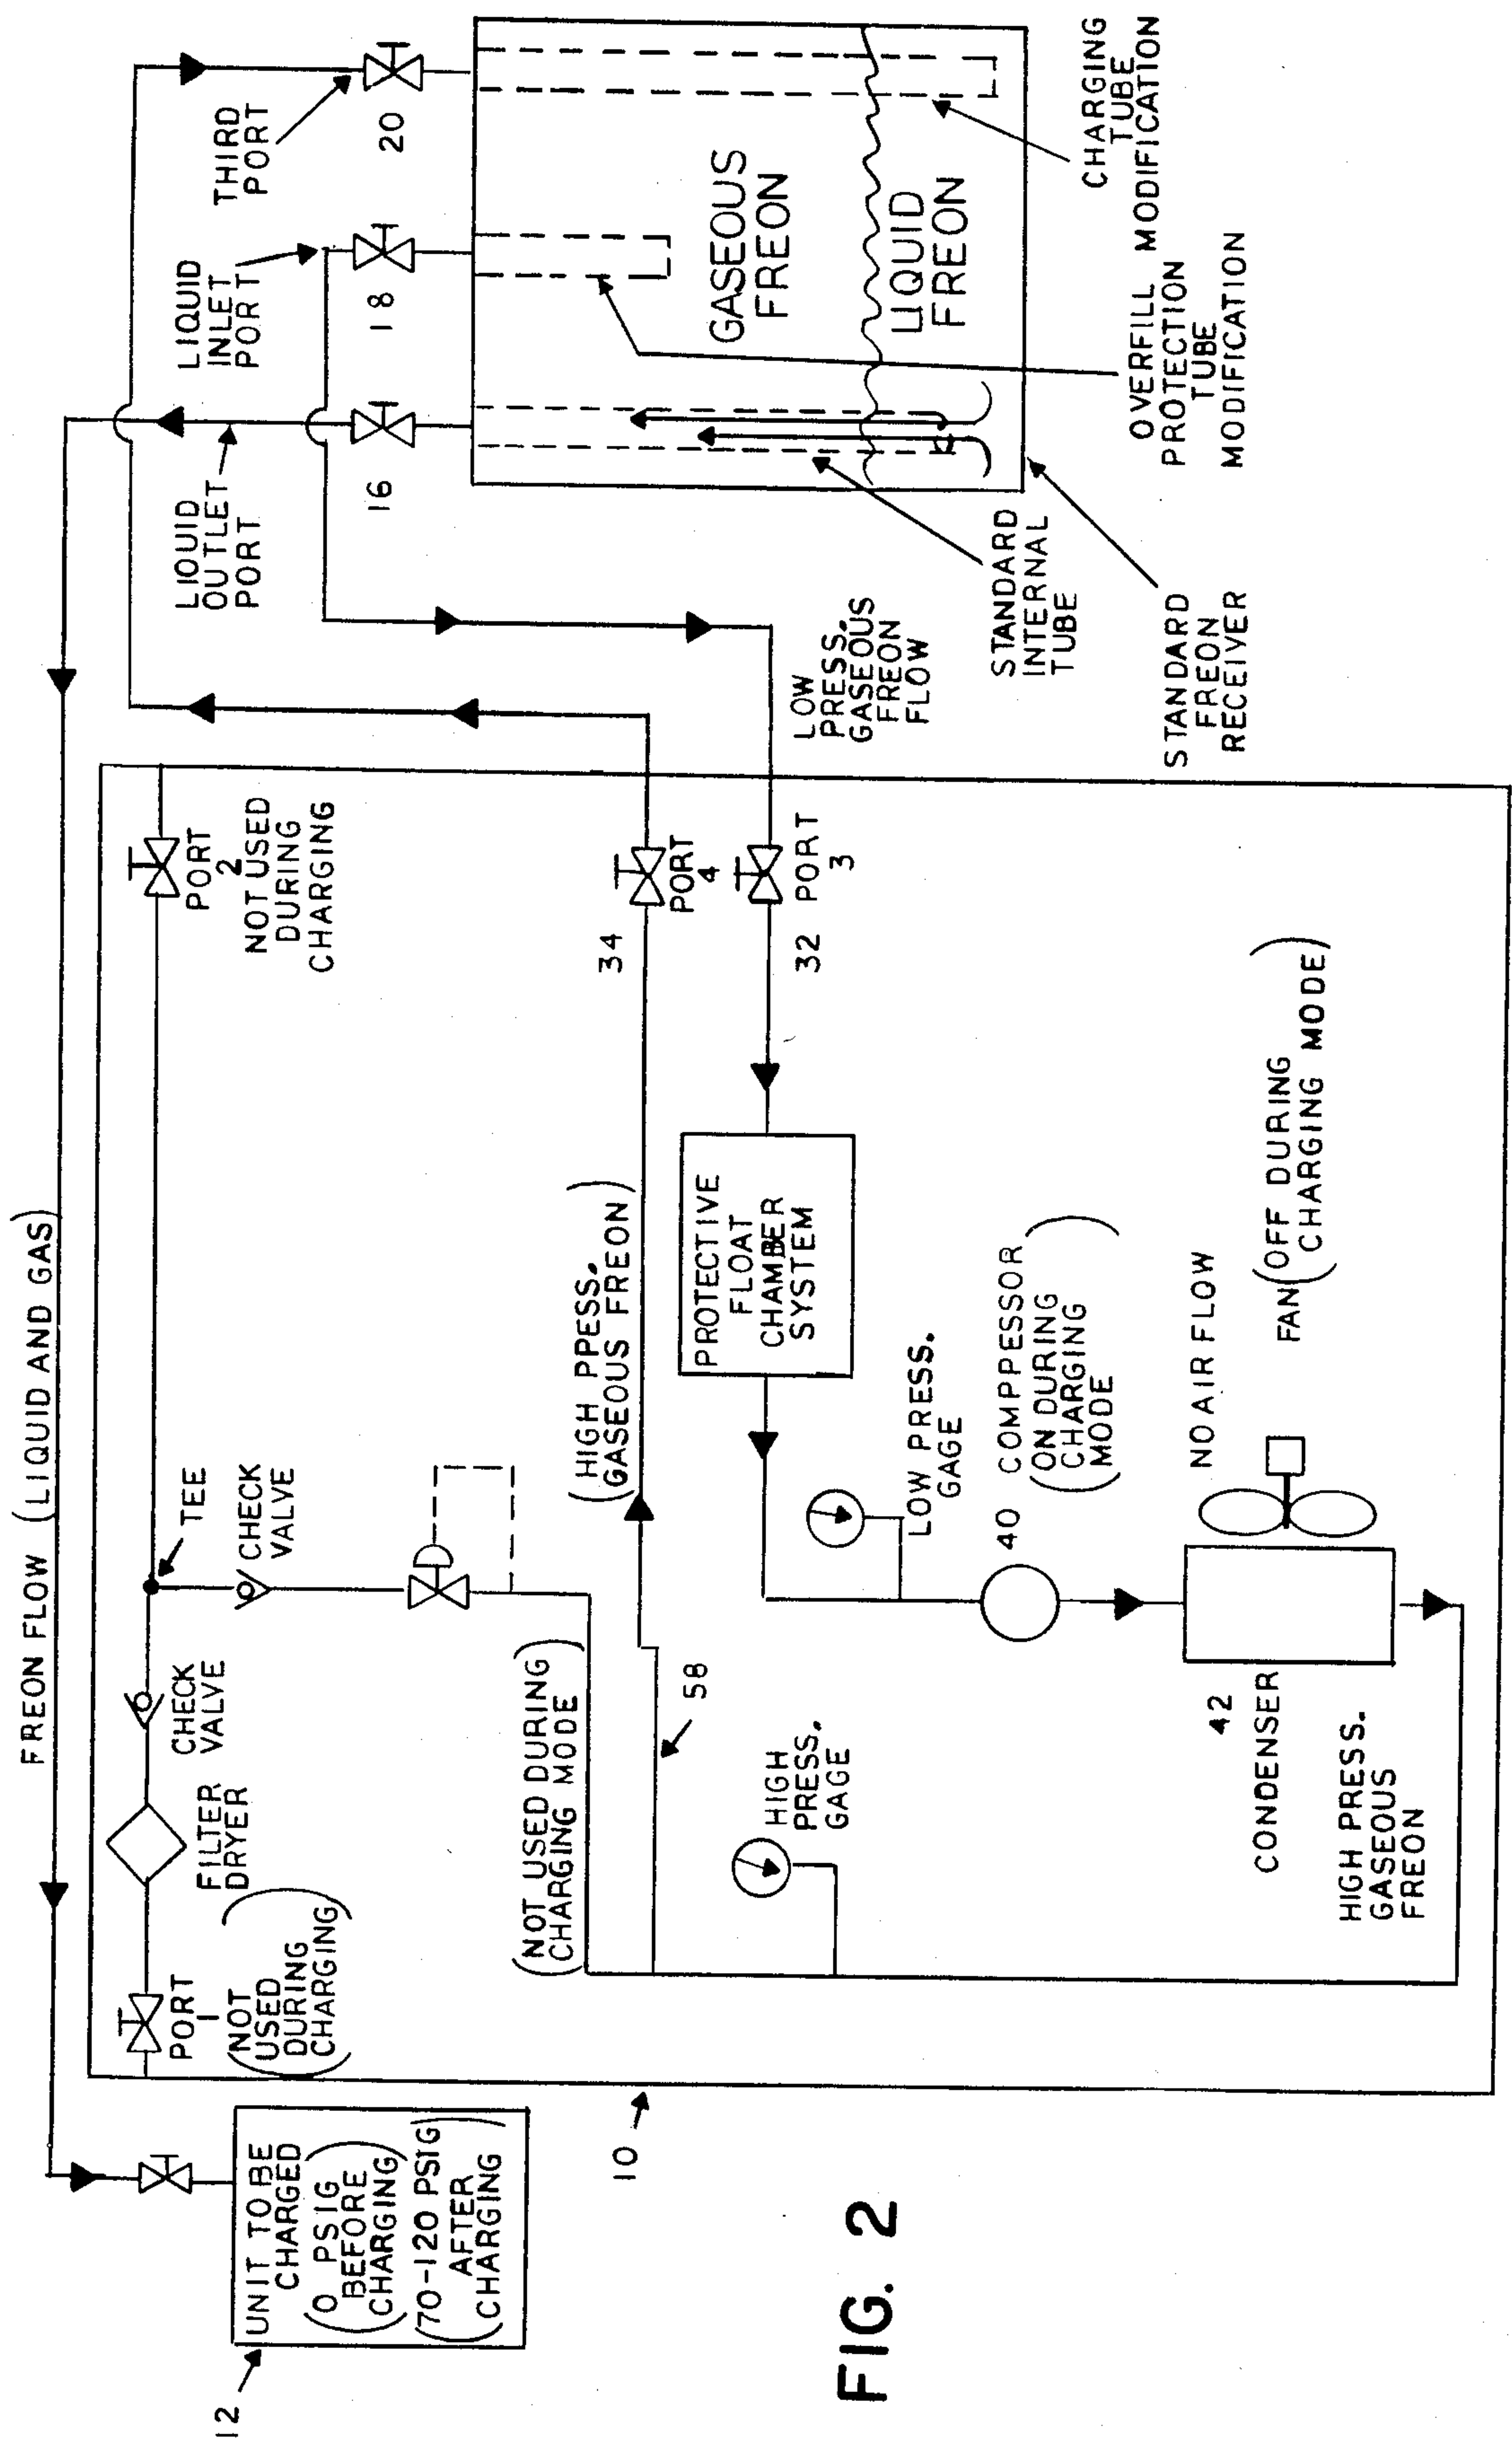 FREON FLOW (LIQUID AND GAS)
12
UNIT TO BE
CHARGED
(0 PSIG
BEFORE
CHARGING)
(70-120 PSIG
AFTER
CHARGING)
10
PORT
1
(NOT
USED
DURING
CHARGING)
FILTER
DRYER
CHECK
VALVE
TEE
CHECK
VALVE
PORT
2
NOT USED
DURING
CHARGING
(NOT USED DURING
CHARGING MODE)
58
(HIGH PPESS.
GASEOUS FREON)
34
PORT
4
32
PORT
3
HIGH
PRESS.
GAGE
PROTECTIVE
FLOAT
CHAMBER
SYSTEM
LOW PRESS.
GAGE
40 COMPPESSOR
(ON DURING
CHARGING
MODE)
NO AIR FLOW
FAN (OFF DURING
CHARGING MODE)
42
CONDENSER
HIGH PRESS.
GASEOUS
FREON
LIQUID
OUTLET
PORT
LIQUID
INLET
PORT
THIRD
PORT
16
18
20
LOW
PRESS.
GASEOUS
FREON
FLOW
GASEOUS
FREON
LIQUID
FREON
STANDARD
INTERNAL
TUBE
STANDARD
FREON
RECEIVER
OVERFILL
PROTECTION
TUBE
MODIFICATION
CHARGING
TUBE
MODIFICATION
FIG. 2